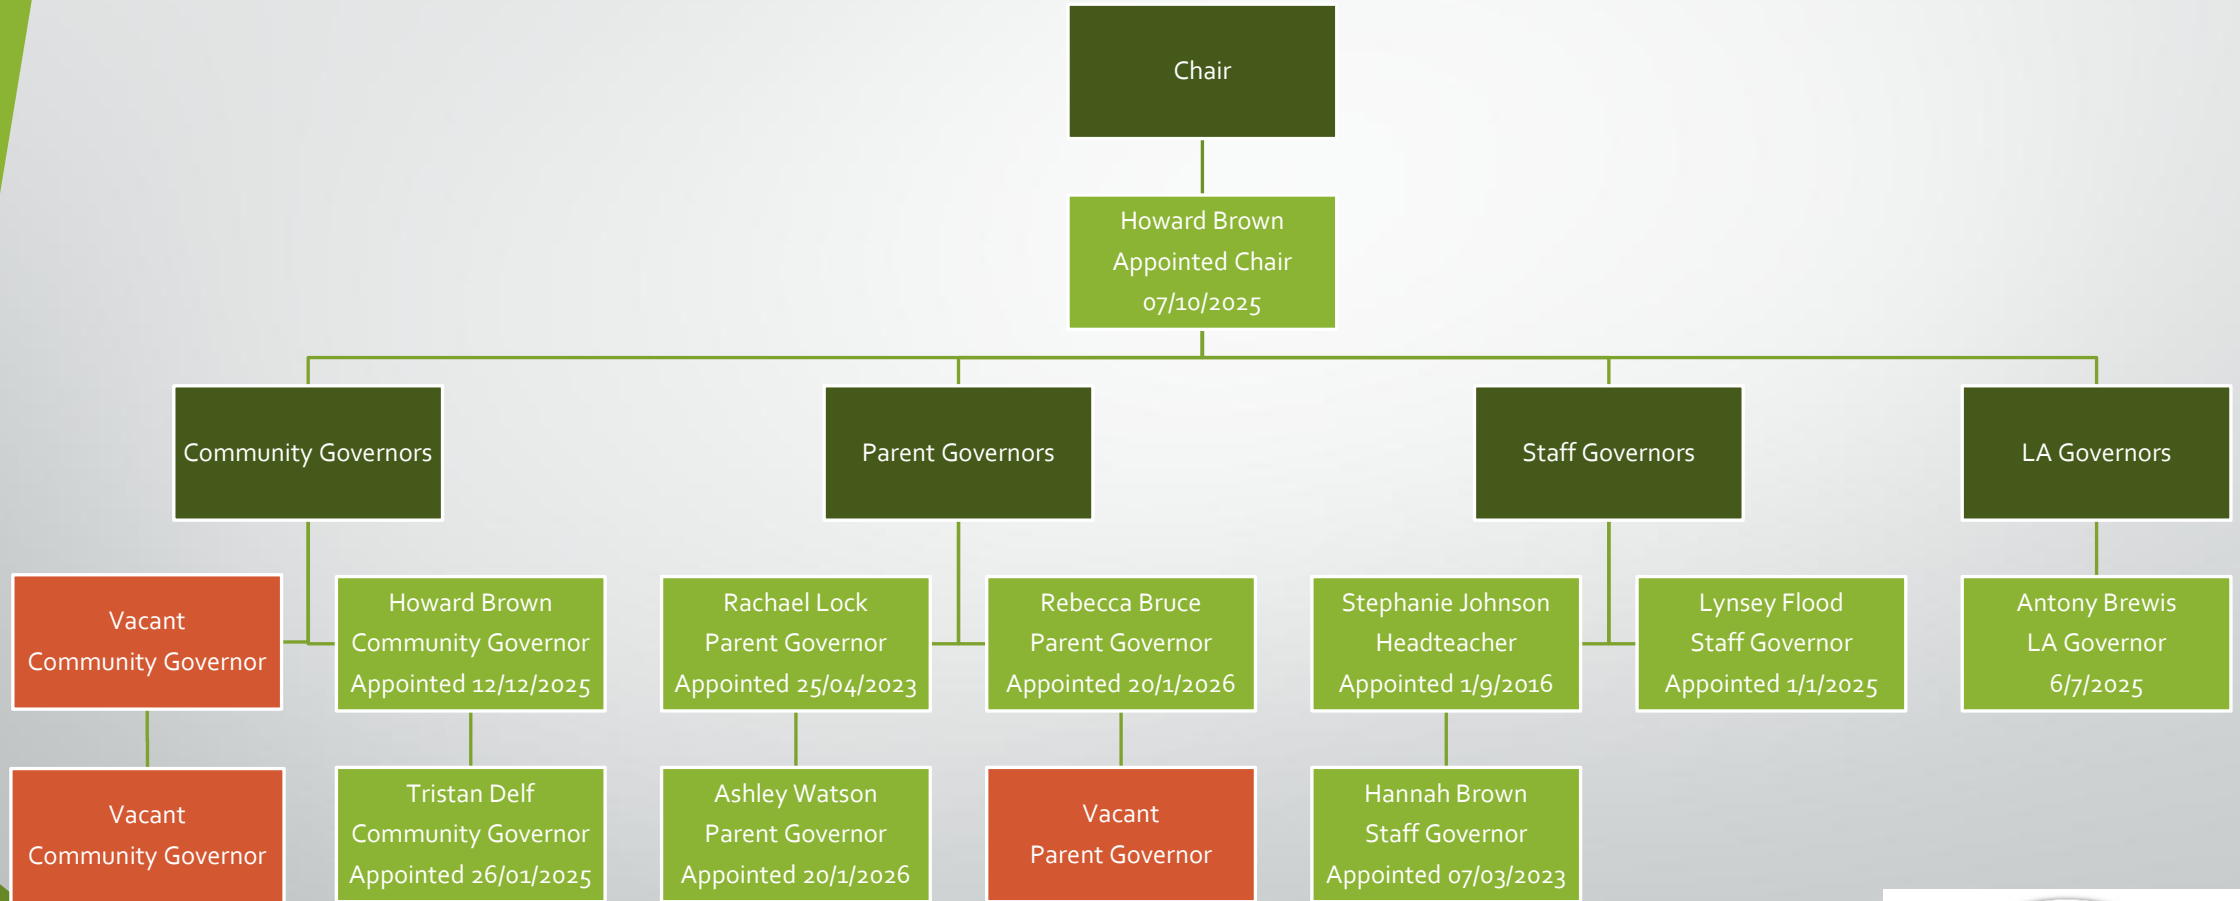 Chair
Howard Brown
Appointed Chair
07/10/2025
Community Governors
Parent Governors
Staff Governors
LA Governors
Vacant
Community Governor
Howard Brown
Community Governor
Appointed 12/12/2025
Rachael Lock
Parent Governor
Appointed 25/04/2023
Rebecca Bruce
Parent Governor
Appointed 20/1/2026
Stephanie Johnson
Headteacher
Appointed 1/9/2016
Lynsey Flood
Staff Governor
Appointed 1/1/2025
Antony Brewis
LA Governor
6/7/2025
Vacant
Community Governor
Tristan Delf
Community Governor
Appointed 26/01/2025
Ashley Watson
Parent Governor
Appointed 20/1/2026
Vacant
Parent Governor
Hannah Brown
Staff Governor
Appointed 07/03/2023